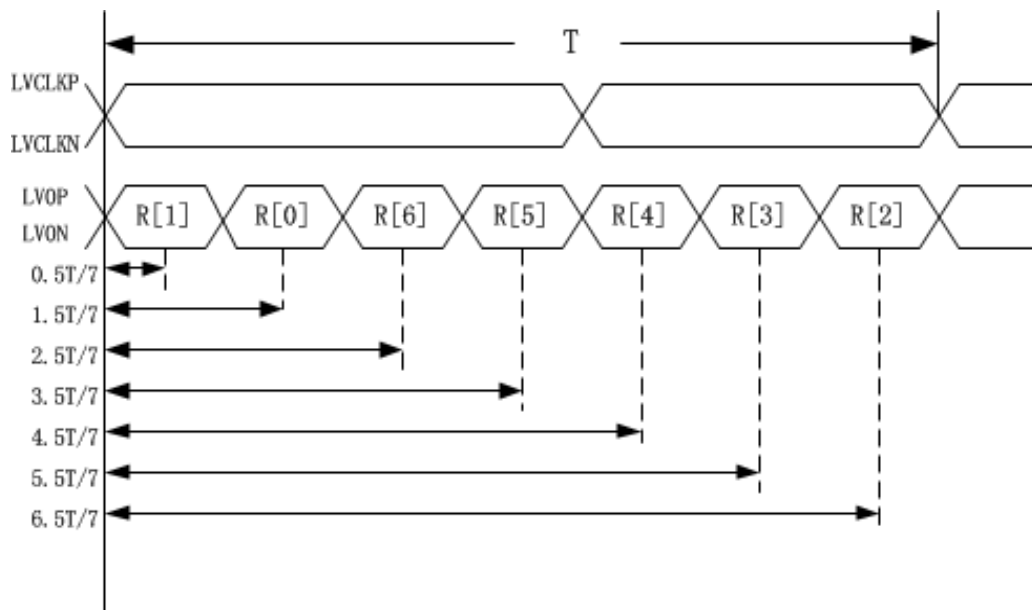 T
LVCLKP
LVCLKN
LVOP
LVON
R[1] R[0] R[6] R[5] R[4] R[3] R[2]
0.5T/7
1.5T/7
2.5T/7
3.5T/7
4.5T/7
5.5T/7
6.5T/7